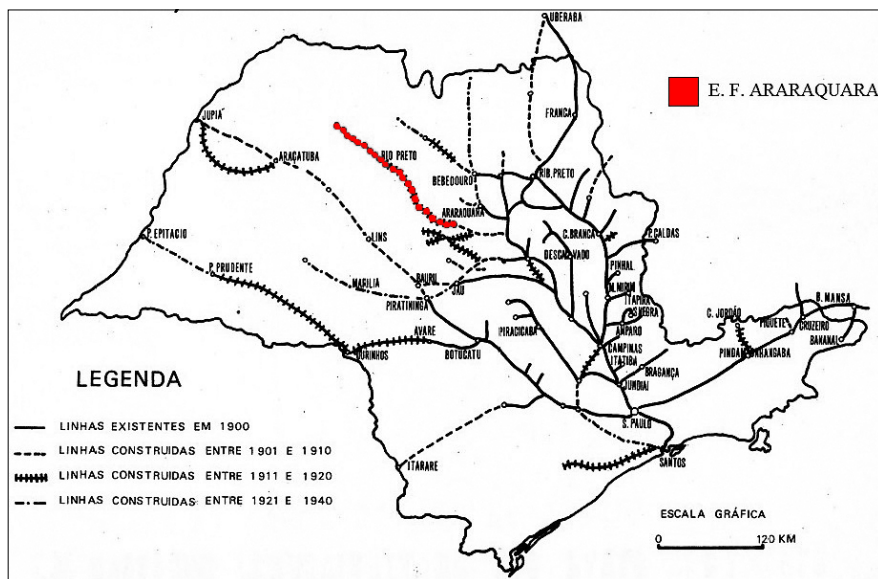 UBERABA
E. F. ARARAQUARA
FRANCA
JUPIÁ
ARAÇATUBA
RIO PRETO
BEBEDOURO
RIB. PRETO
ARARAQUARA
C. BRANCA
P. CALDAS
P. EPITACIO
LINS
DESCALVADO
PINHAL
P. PRUDENTE
MARILIA
BAURU
JAÚ
M. MIRIM
ITAPIRA
S. NEGRA
PIRATININGA
C. JORDÃO
B. MANSA
PIQUETE
CRUZEIRO
AVARE
PIRACICABA
AMPARO
BANANAL
OURINHOS
BOTUCATU
CAMPINAS
ITATIBA
PINDAMONHANGABA
BRAGANÇA
JUNDIAÍ
LEGENDA
S. PAULO
LINHAS EXISTENTES EM 1900
LINHAS CONSTRUIDAS ENTRE 1901 E 1910
ITARARE
SANTOS
LINHAS CONSTRUIDAS ENTRE 1911 E 1920
LINHAS CONSTRUIDAS ENTRE 1921 E 1940
ESCALA GRÁFICA
0 120 KM